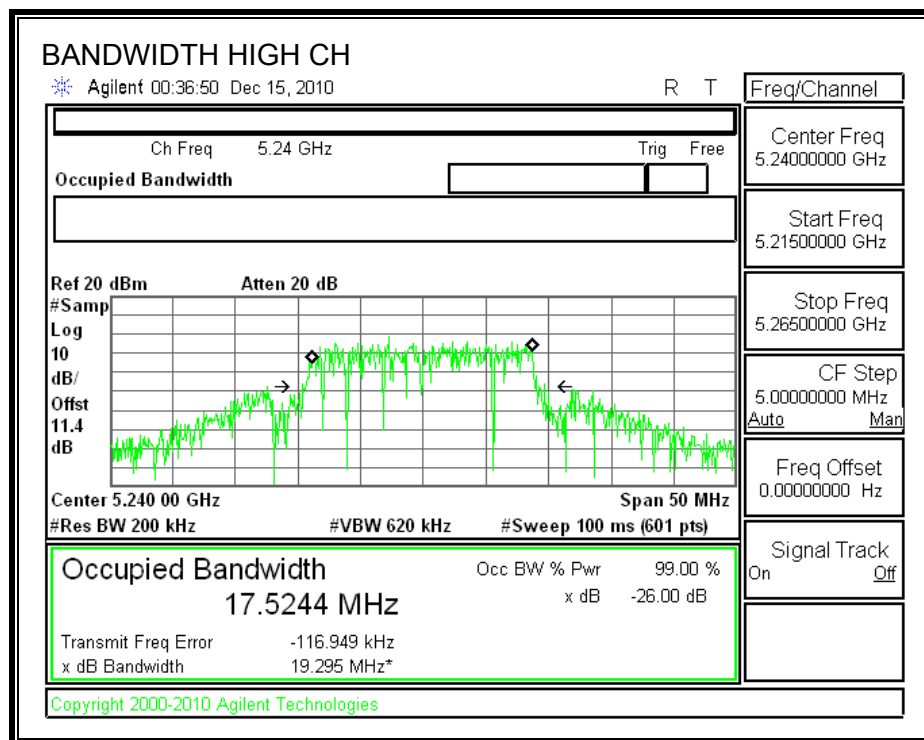 BANDWIDTH HIGH CH
Agilent 00:36:50 Dec 15, 2010 R T
Freq/Channel
Ch Freq 5.24 GHz Trig Free
Occupied Bandwidth
Center Freq
5.24000000 GHz
Start Freq
5.21500000 GHz
Stop Freq
5.26500000 GHz
CF Step
5.00000000 MHz
Auto Man
Freq Offset
0.00000000 Hz
Signal Track
On Off
Ref 20 dBm Atten 20 dB
#Samp
Log
10
dB/
Offst
11.4
dB
Center 5.240 00 GHz Span 50 MHz
#Res BW 200 kHz #VBW 620 kHz #Sweep 100 ms (601 pts)
Occupied Bandwidth Occ BW % Pwr 99.00 %
17.5244 MHz x dB -26.00 dB
Transmit Freq Error -116.949 kHz
x dB Bandwidth 19.295 MHz*
Copyright 2000-2010 Agilent Technologies